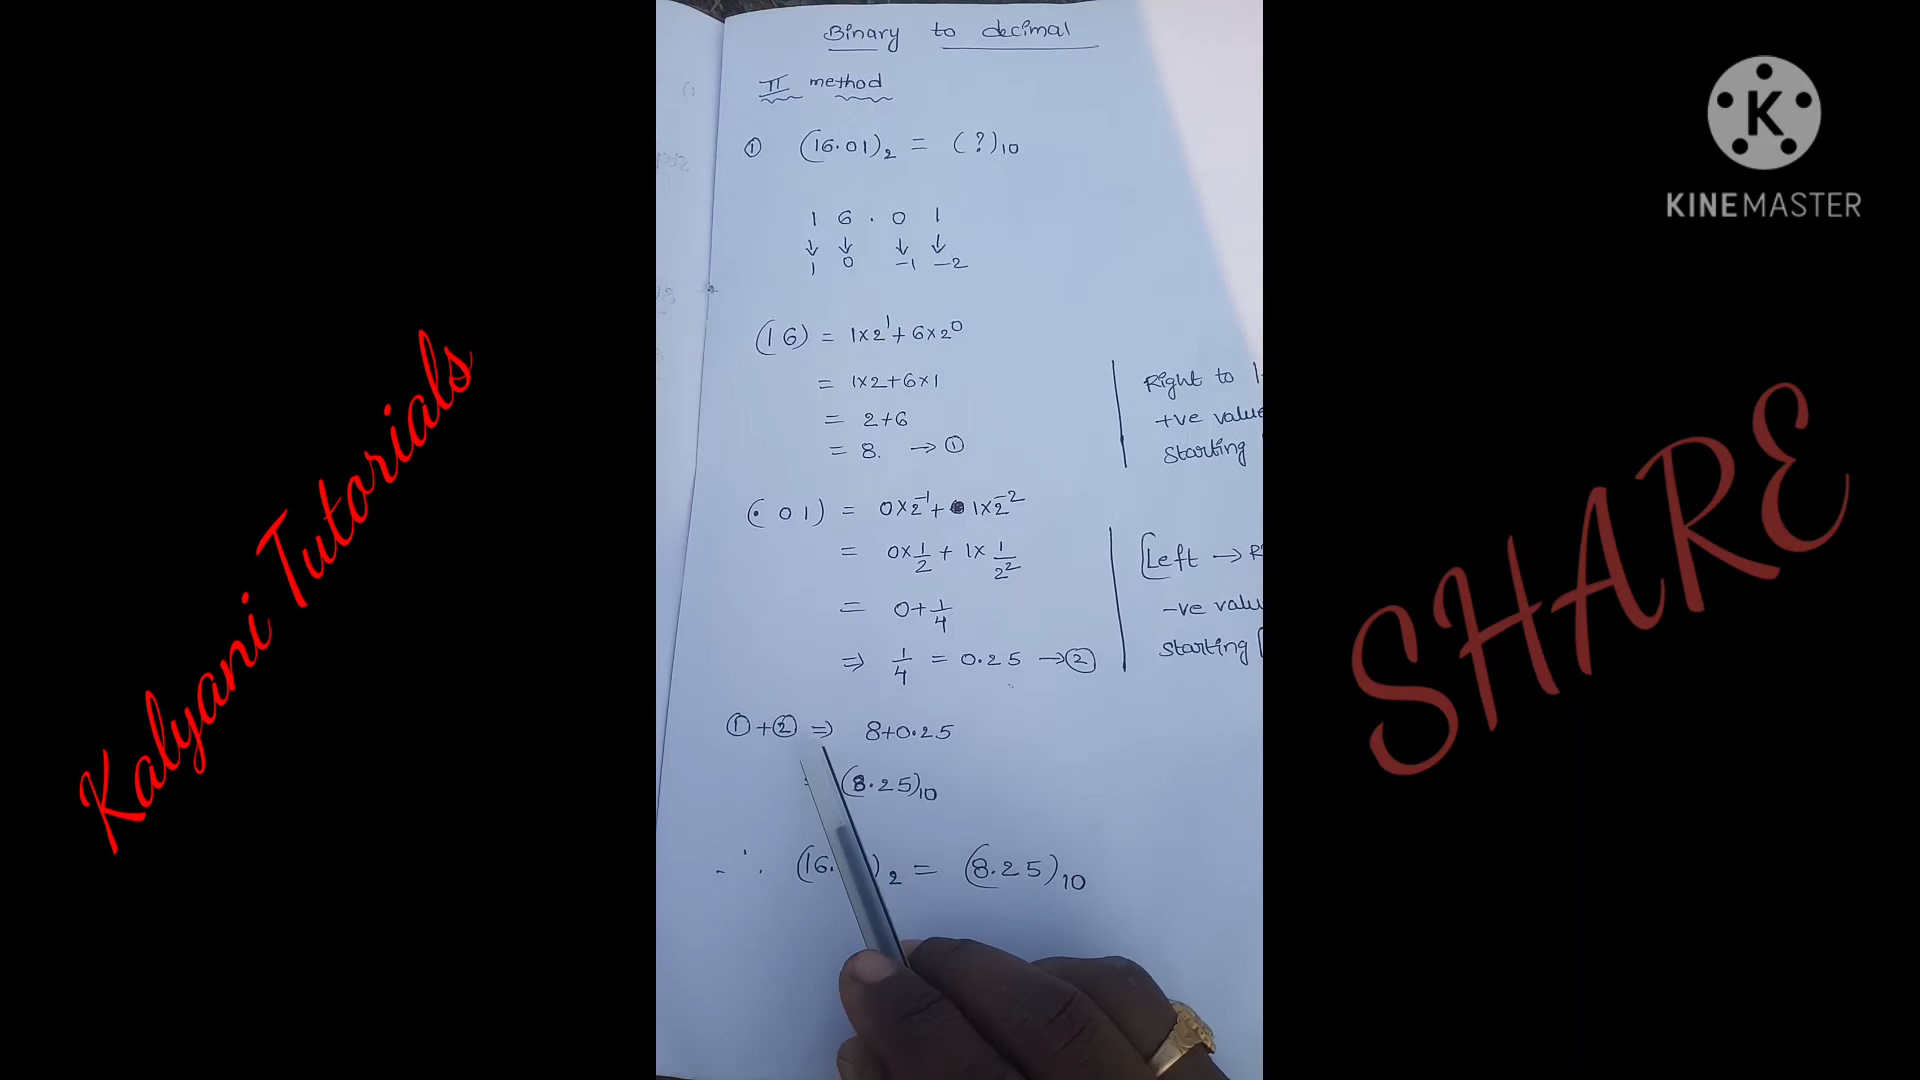 Binary to decimal
II method
① (16.01)₂ = (?)₁₀
1 6 . 0 1
↓ ↓ ↓ ↓
1 0 -1 -2
(16) = 1×2¹+6×2⁰
= 1×2+6×1
= 2+6
= 8. → ①
Right to
+ve value
starting
(.01) = 0×2⁻¹+ 1×2⁻²
= 0×1/2 + 1×1/2²
= 0+1/4
⇒ 1/4 = 0.25 → ②
[Left →
-ve valu
starting
①+② ⇒ 8+0.25
(8.25)₁₀
∴ (16. )₂ = (8.25)₁₀
Kalyani Tutorials
K
KINEMASTER
SHARE